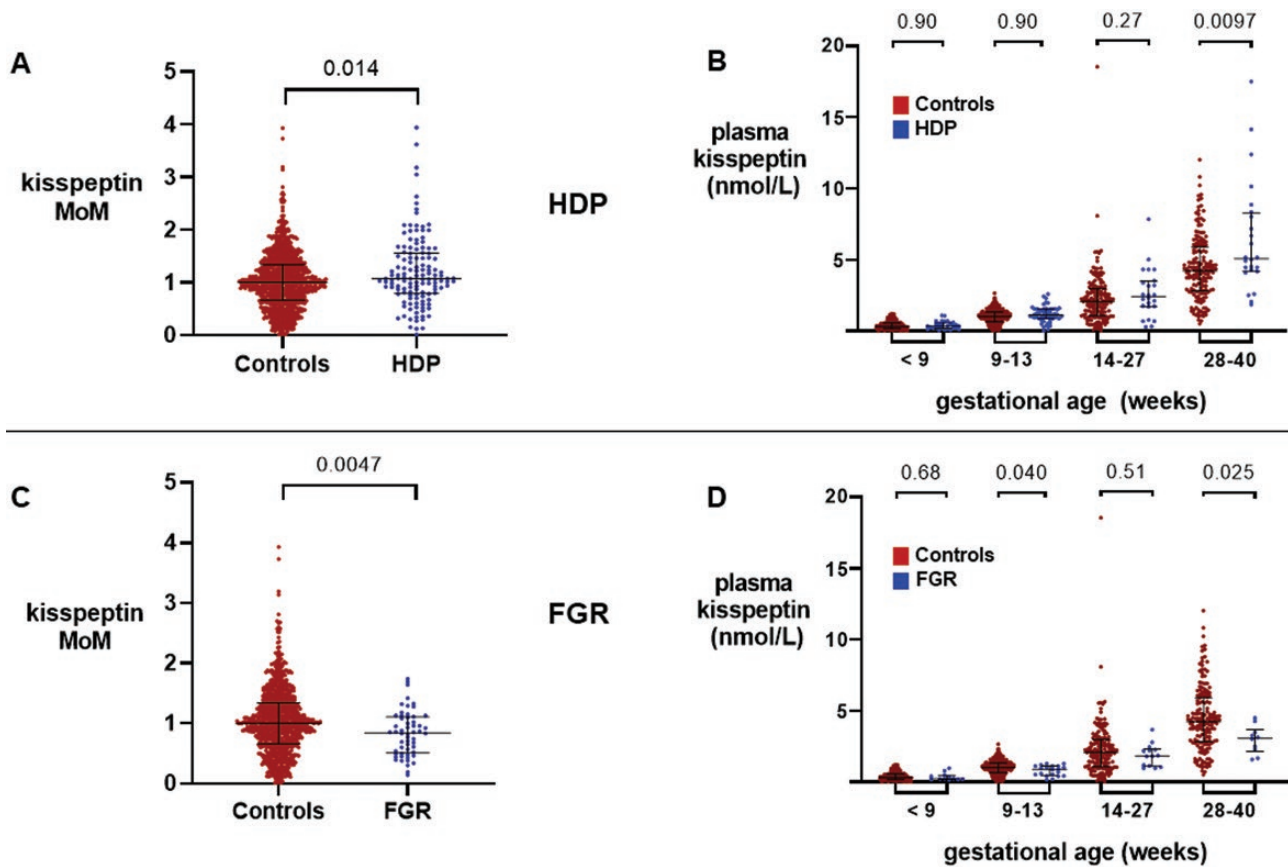 A
0.014
5
4
3
2
1
0
kisspeptin
MoM
Controls
HDP
HDP
B
0.90
0.90
0.27
0.0097
20
15
10
5
plasma
kisspeptin
(nmol/L)
Controls
HDP
< 9
9-13
14-27
28-40
gestational age (weeks)
C
0.0047
5
4
3
2
1
0
kisspeptin
MoM
Controls
FGR
FGR
D
0.68
0.040
0.51
0.025
20
15
10
5
plasma
kisspeptin
(nmol/L)
Controls
FGR
< 9
9-13
14-27
28-40
gestational age (weeks)